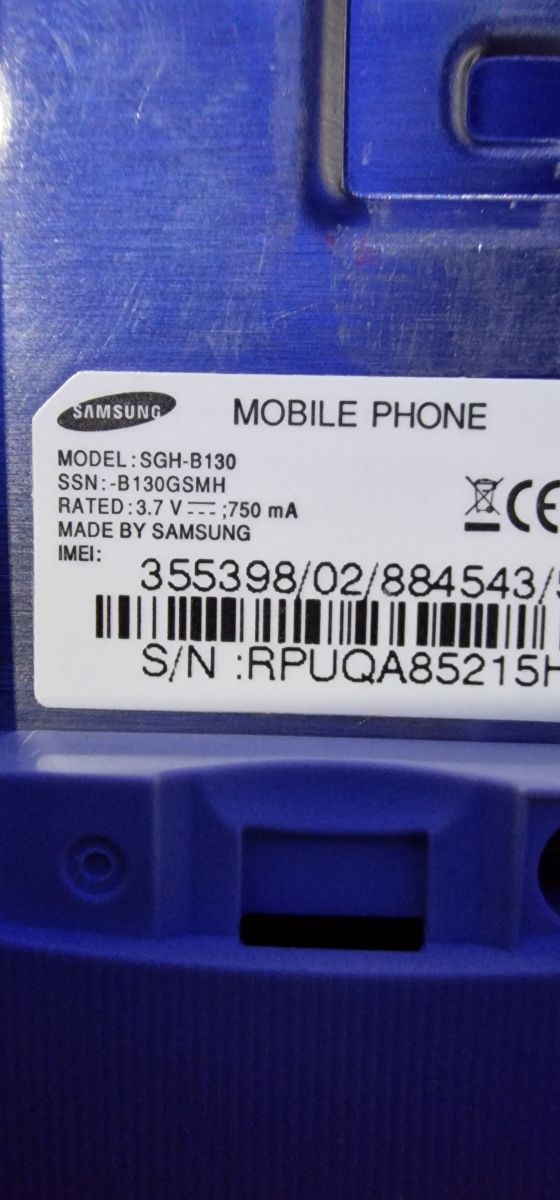 SAMSUNG MOBILE PHONE
MODEL:SGH-B130
SSN:-B130GSMH
RATED:3.7 V ⎓;750 mA
MADE BY SAMSUNG
CE
IMEI:
355398/02/884543/
S/N :RPUQA85215H